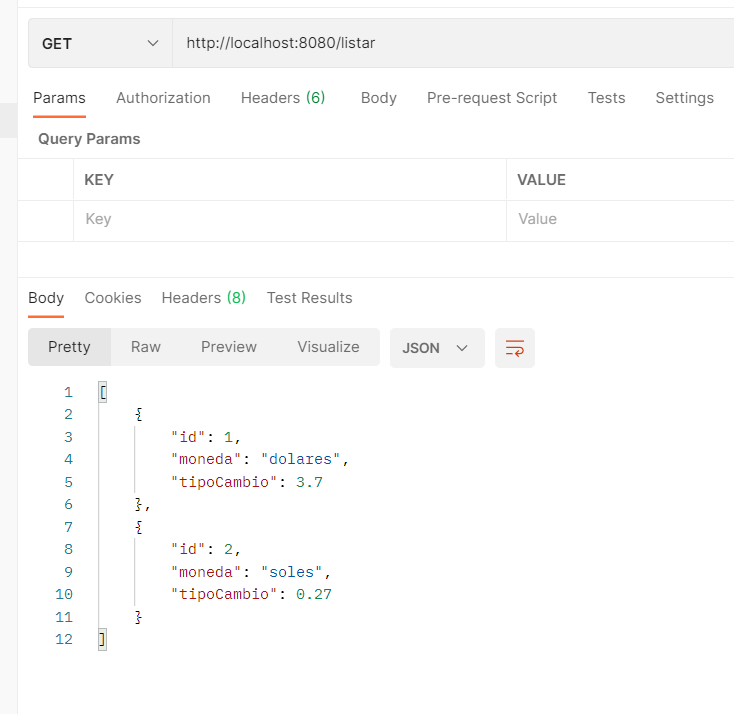 GET http://localhost:8080/listar
Params Authorization Headers (6) Body Pre-request Script Tests Settings
Query Params
KEY VALUE
Key Value
Body Cookies Headers (8) Test Results
Pretty Raw Preview Visualize JSON
1 [
2 {
3 "id": 1,
4 "moneda": "dolares",
5 "tipoCambio": 3.7
6 },
7 {
8 "id": 2,
9 "moneda": "soles",
10 "tipoCambio": 0.27
11 }
12 ]